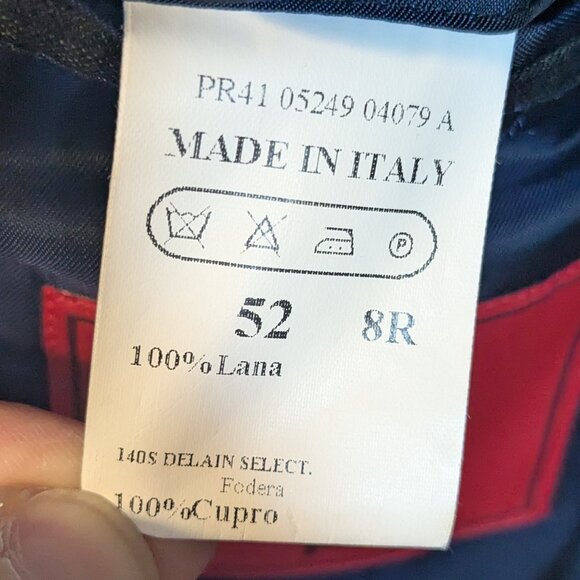 PR41 05249 04079 A
MADE IN ITALY
P
52 8R
100% Lana
140S DELAIN SELECT.
Fodera
100%Cupro